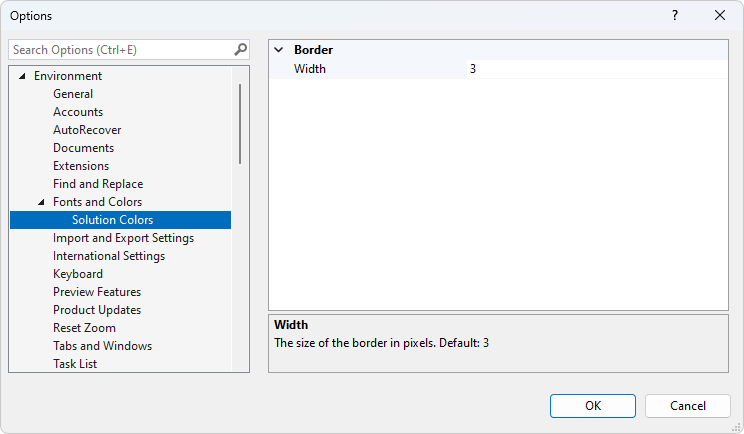 Options
?
Search Options (Ctrl+E)
Environment
General
Accounts
AutoRecover
Documents
Extensions
Find and Replace
Fonts and Colors
Solution Colors
Import and Export Settings
International Settings
Keyboard
Preview Features
Product Updates
Reset Zoom
Tabs and Windows
Task List
Border
Width 3
Width
The size of the border in pixels. Default: 3
OK
Cancel